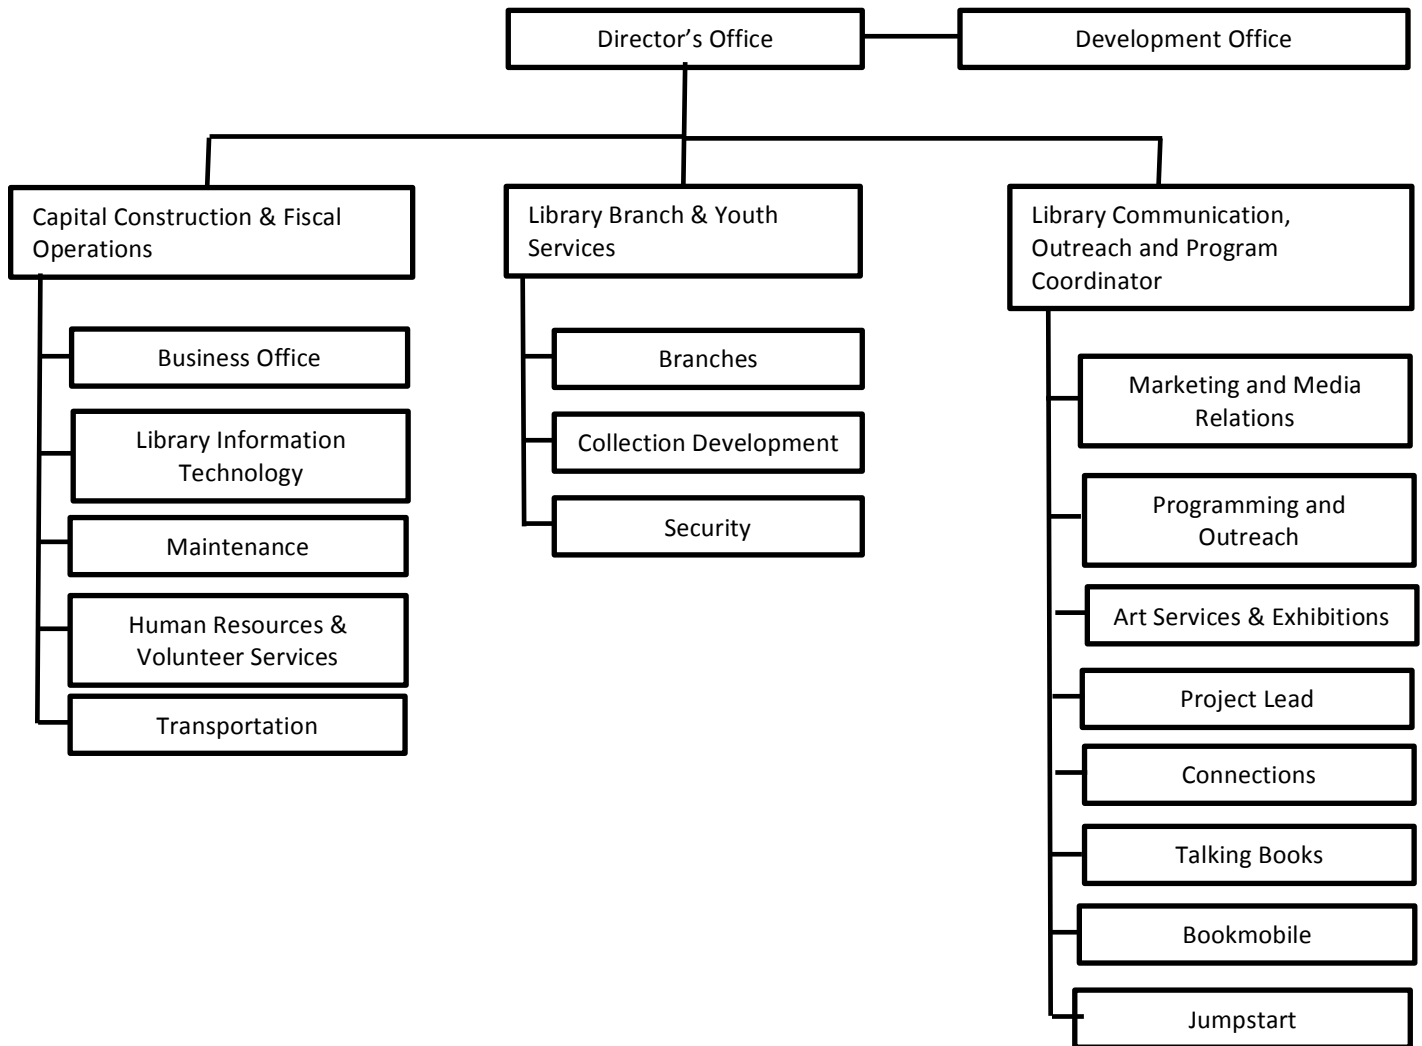 Director’s Office
Development Office
Capital Construction & Fiscal
Operations
Business Office
Library Information
Technology
Maintenance
Human Resources &
Volunteer Services
Transportation
Library Branch & Youth
Services
Branches
Collection Development
Security
Library Communication,
Outreach and Program
Coordinator
Marketing and Media
Relations
Programming and
Outreach
Art Services & Exhibitions
Project Lead
Connections
Talking Books
Bookmobile
Jumpstart